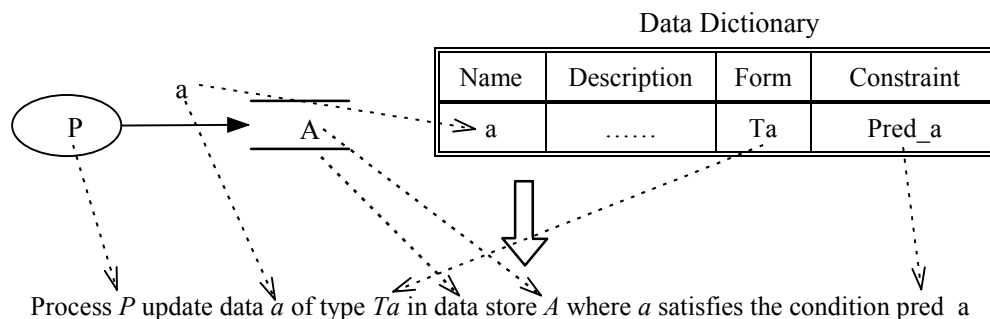 Data Dictionary
Name Description Form Constraint
a
P A a ...... Ta Pred_a
Process P update data a of type Ta in data store A where a satisfies the condition pred_a